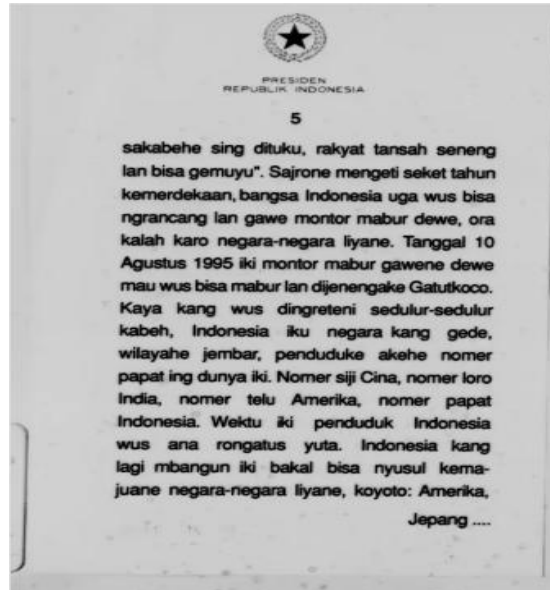 PRESIDEN
REPUBLIK INDONESIA
5
sakabehe sing dituku, rakyat tansah seneng
lan bisa gemuyu". Sajrone mengeti seket tahun
kemerdekaan, bangsa Indonesia uga wus bisa
ngrancang lan gawe montor mabur dewe, ora
kalah karo negara-negara liyane. Tanggal 10
Agustus 1995 iki montor mabur gawene dewe
mau wus bisa mabur lan dijenengake Gatutkoco.
Kaya kang wus dingreteni sedulur-sedulur
kabeh, Indonesia iku negara kang gede,
wilayahe jembar, penduduke akehe nomer
papat ing dunya iki. Nomer siji Cina, nomer loro
India, nomer telu Amerika, nomer papat
Indonesia. Wektu iki penduduk Indonesia
wus ana rongatus yuta. Indonesia kang
lagi mbangun iki bakal bisa nyusul kema-
juane negara-negara liyane, koyoto: Amerika,
Jepang ....